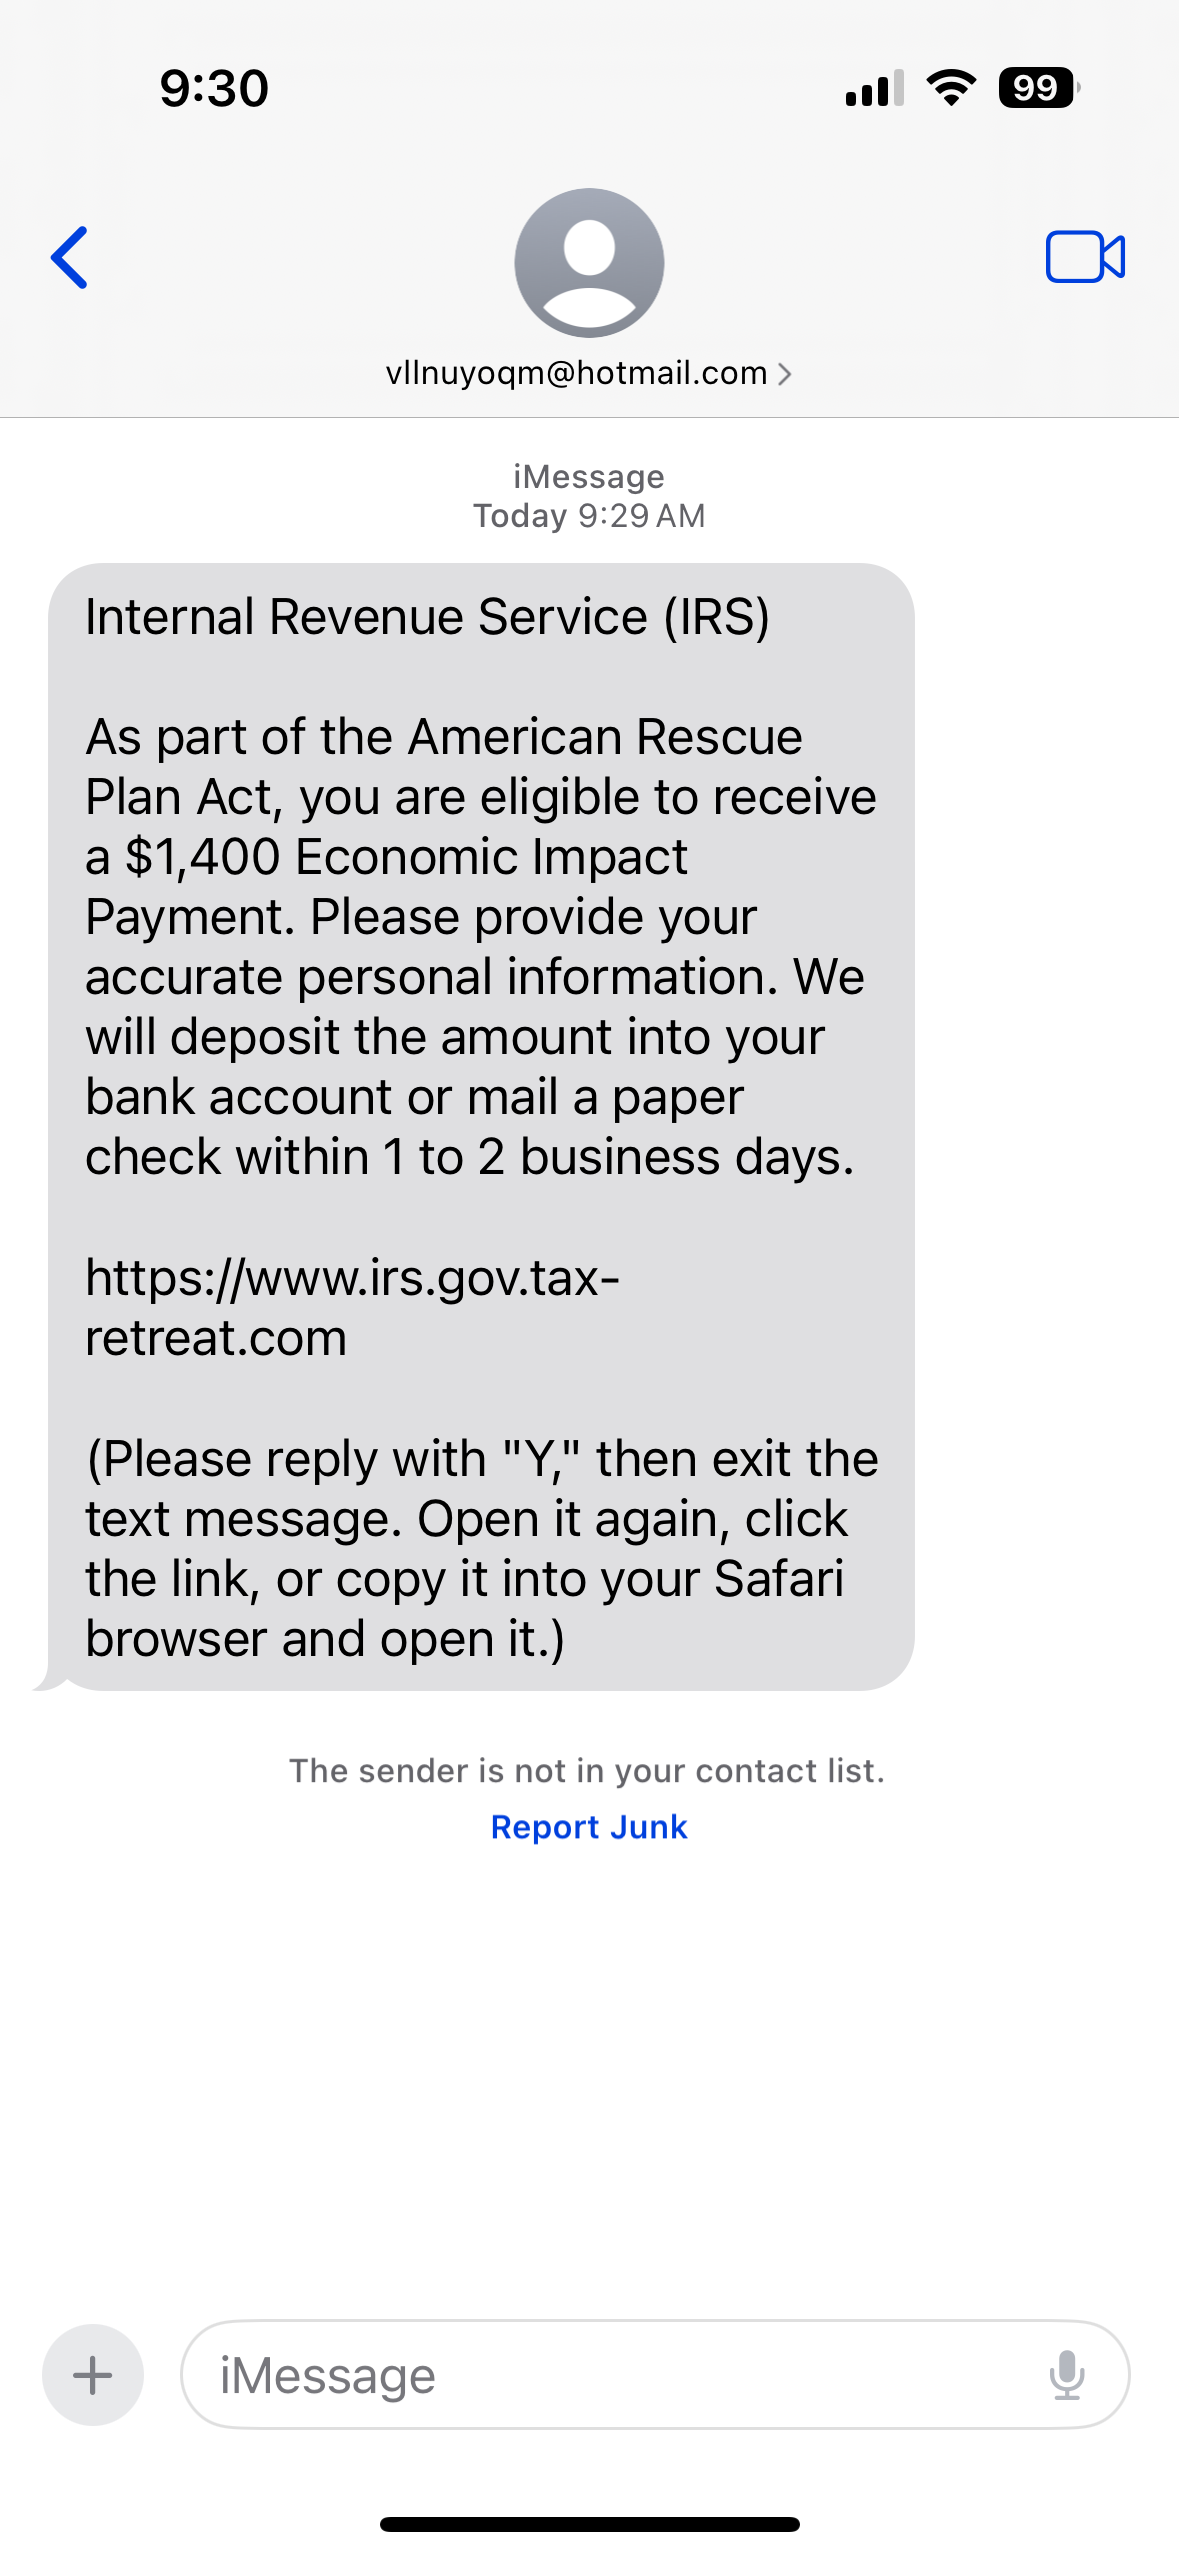 9:30
99
vllnuyoqm@hotmail.com
iMessage
Today 9:29 AM
Internal Revenue Service (IRS)
As part of the American Rescue
Plan Act, you are eligible to receive
a $1,400 Economic Impact
Payment. Please provide your
accurate personal information. We
will deposit the amount into your
bank account or mail a paper
check within 1 to 2 business days.
https://www.irs.gov.tax-
retreat.com
(Please reply with "Y," then exit the
text message. Open it again, click
the link, or copy it into your Safari
browser and open it.)
The sender is not in your contact list.
Report Junk
iMessage